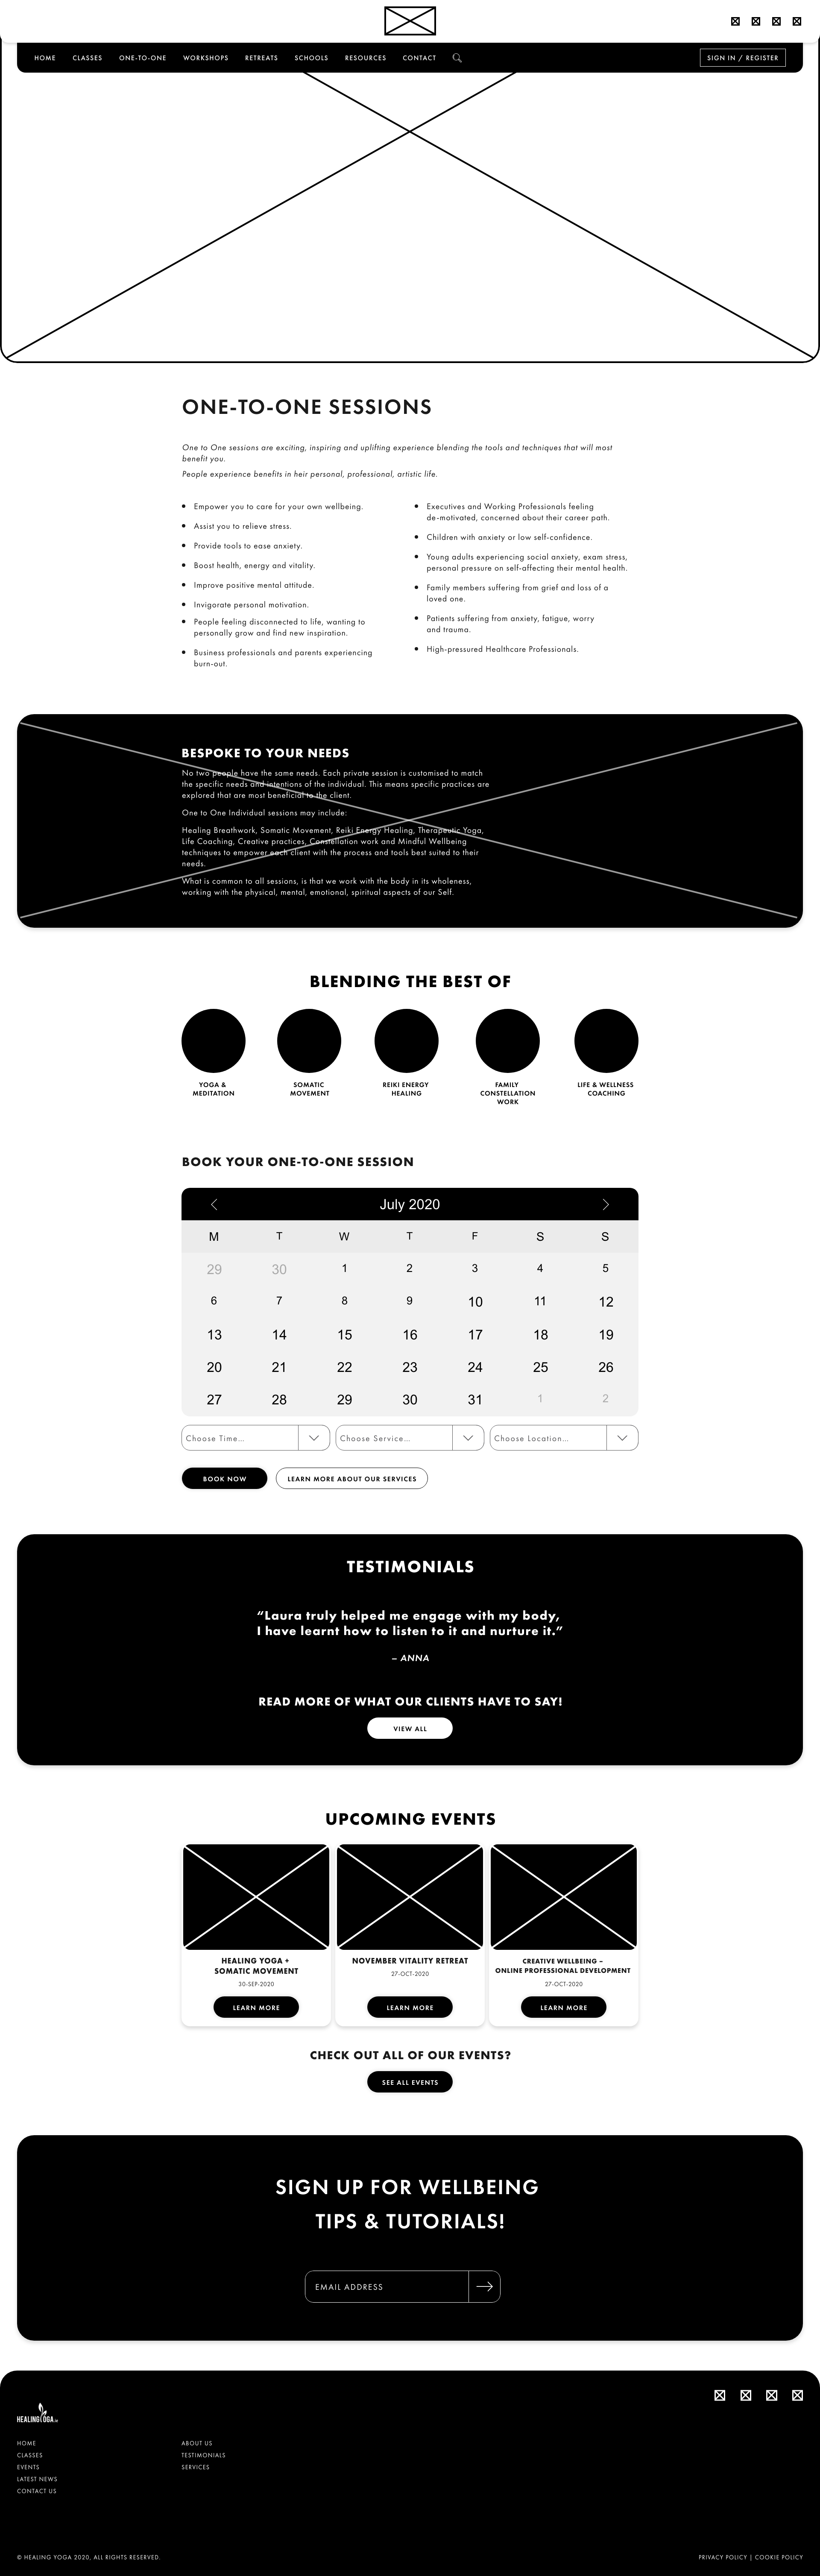 HOME CLASSES ONE-TO-ONE WORKSHOPS RETREATS SCHOOLS RESOURCES CONTACT SIGN IN / REGISTER
ONE-TO-ONE SESSIONS
One to One sessions are exciting, inspiring and uplifting experience blending the tools and techniques that will most
benefit you.
People experience benefits in heir personal, professional, artistic life.
• Empower you to care for your own wellbeing.
• Assist you to relieve stress.
• Provide tools to ease anxiety.
• Boost health, energy and vitality.
• Improve positive mental attitude.
• Invigorate personal motivation.
• People feeling disconnected to life, wanting to
personally grow and find new inspiration.
• Business professionals and parents experiencing
burn-out.
• Executives and Working Professionals feeling
de-motivated, concerned about their career path.
• Children with anxiety or low self-confidence.
• Young adults experiencing social anxiety, exam stress,
personal pressure on self-affecting their mental health.
• Family members suffering from grief and loss of a
loved one.
• Patients suffering from anxiety, fatigue, worry
and trauma.
• High-pressured Healthcare Professionals.
BESPOKE TO YOUR NEEDS
No two people have the same needs. Each private session is customised to match
the specific needs and intentions of the individual. This means specific practices are
explored that are most beneficial to the client.
One to One Individual sessions may include:
Healing Breathwork, Somatic Movement, Reiki Energy Healing, Therapeutic Yoga,
Life Coaching, Creative practices, Constellation work and Mindful Wellbeing
techniques to empower each client with the process and tools best suited to their
needs.
What is common to all sessions, is that we work with the body in its wholeness,
working with the physical, mental, emotional, spiritual aspects of our Self.
BLENDING THE BEST OF
YOGA &
MEDITATION
SOMATIC
MOVEMENT
REIKI ENERGY
HEALING
FAMILY
CONSTELLATION
WORK
LIFE & WELLNESS
COACHING
BOOK YOUR ONE-TO-ONE SESSION
July 2020
M T W T F S S
29 30 1 2 3 4 5
6 7 8 9 10 11 12
13 14 15 16 17 18 19
20 21 22 23 24 25 26
27 28 29 30 31 1 2
Choose Time... Choose Service... Choose Location...
BOOK NOW LEARN MORE ABOUT OUR SERVICES
TESTIMONIALS
“Laura truly helped me engage with my body,
I have learnt how to listen to it and nurture it.”
– ANNA
READ MORE OF WHAT OUR CLIENTS HAVE TO SAY!
VIEW ALL
UPCOMING EVENTS
HEALING YOGA +
SOMATIC MOVEMENT
30-SEP-2020
LEARN MORE
NOVEMBER VITALITY RETREAT
27-OCT-2020
LEARN MORE
CREATIVE WELLBEING –
ONLINE PROFESSIONAL DEVELOPMENT
27-OCT-2020
LEARN MORE
CHECK OUT ALL OF OUR EVENTS?
SEE ALL EVENTS
SIGN UP FOR WELLBEING
TIPS & TUTORIALS!
EMAIL ADDRESS
HEALINGYOGA.IE
HOME
CLASSES
EVENTS
LATEST NEWS
CONTACT US
ABOUT US
TESTIMONIALS
SERVICES
© HEALING YOGA 2020, ALL RIGHTS RESERVED.
PRIVACY POLICY | COOKIE POLICY